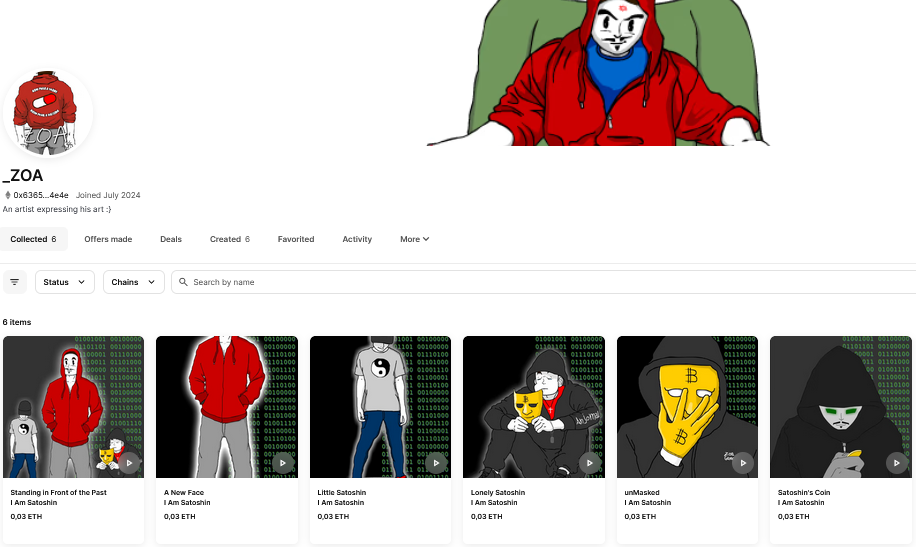 ZOA
_ZOA
0x6365...4e4e Joined July 2024
An artist expressing his art :}
Collected 6 Offers made Deals Created 6 Favorited Activity More
Status Chains Search by name
6 items
Standing in Front of the Past
I Am Satoshin
0,03 ETH
A New Face
I Am Satoshin
0,03 ETH
Little Satoshin
I Am Satoshin
0,03 ETH
Lonely Satoshin
I Am Satoshin
0,03 ETH
unMasked
I Am Satoshin
0,03 ETH
Satoshin's Coin
I Am Satoshin
0,03 ETH